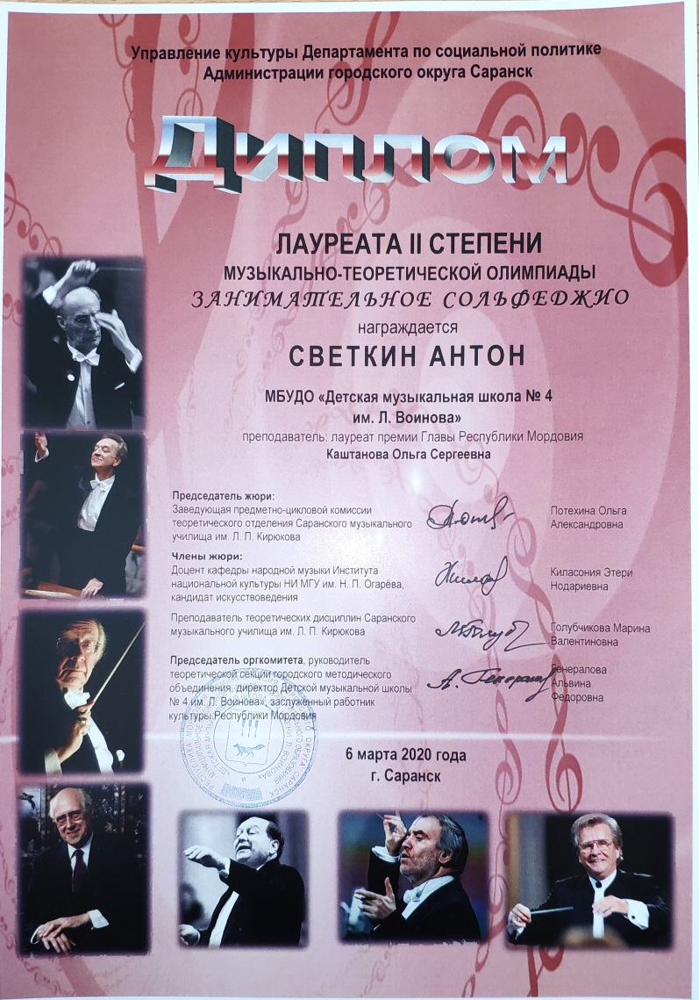 Управление культуры Департамента по социальной политике
Администрации городского округа Саранск
Диплом
ЛАУРЕАТА II СТЕПЕНИ
МУЗЫКАЛЬНО-ТЕОРЕТИЧЕСКОЙ ОЛИМПИАДЫ
ЗАНИМАТЕЛЬНОЕ СОЛЬФЕДЖИО
награждается
СВЕТКИН АНТОН
МБУДО «Детская музыкальная школа № 4
им. Л. Воинова»
преподаватель: лауреат премии Главы Республики Мордовия
Каштанова Ольга Сергеевна
Председатель жюри:
Заведующая предметно-цикловой комиссии
теоретического отделения Саранского музыкального
училища им. Л. П. Кирюкова
Потехина Ольга
Александровна
Члены жюри:
Доцент кафедры народной музыки Института
национальной культуры НИ МГУ им. Н. П. Огарёва,
кандидат искусствоведения
Киласония Этери
Нодариевна
Преподаватель теоретических дисциплин Саранского
музыкального училища им. Л. П. Кирюкова
Голубчикова Марина
Валентиновна
Председатель оргкомитета, руководитель
теоретической секции городского методического
объединения, директор Детской музыкальной школы
№ 4 им. Л. Воинова», заслуженный работник
культуры Республики Мордовия
Генералова
Альвина
Федоровна
6 марта 2020 года
г. Саранск